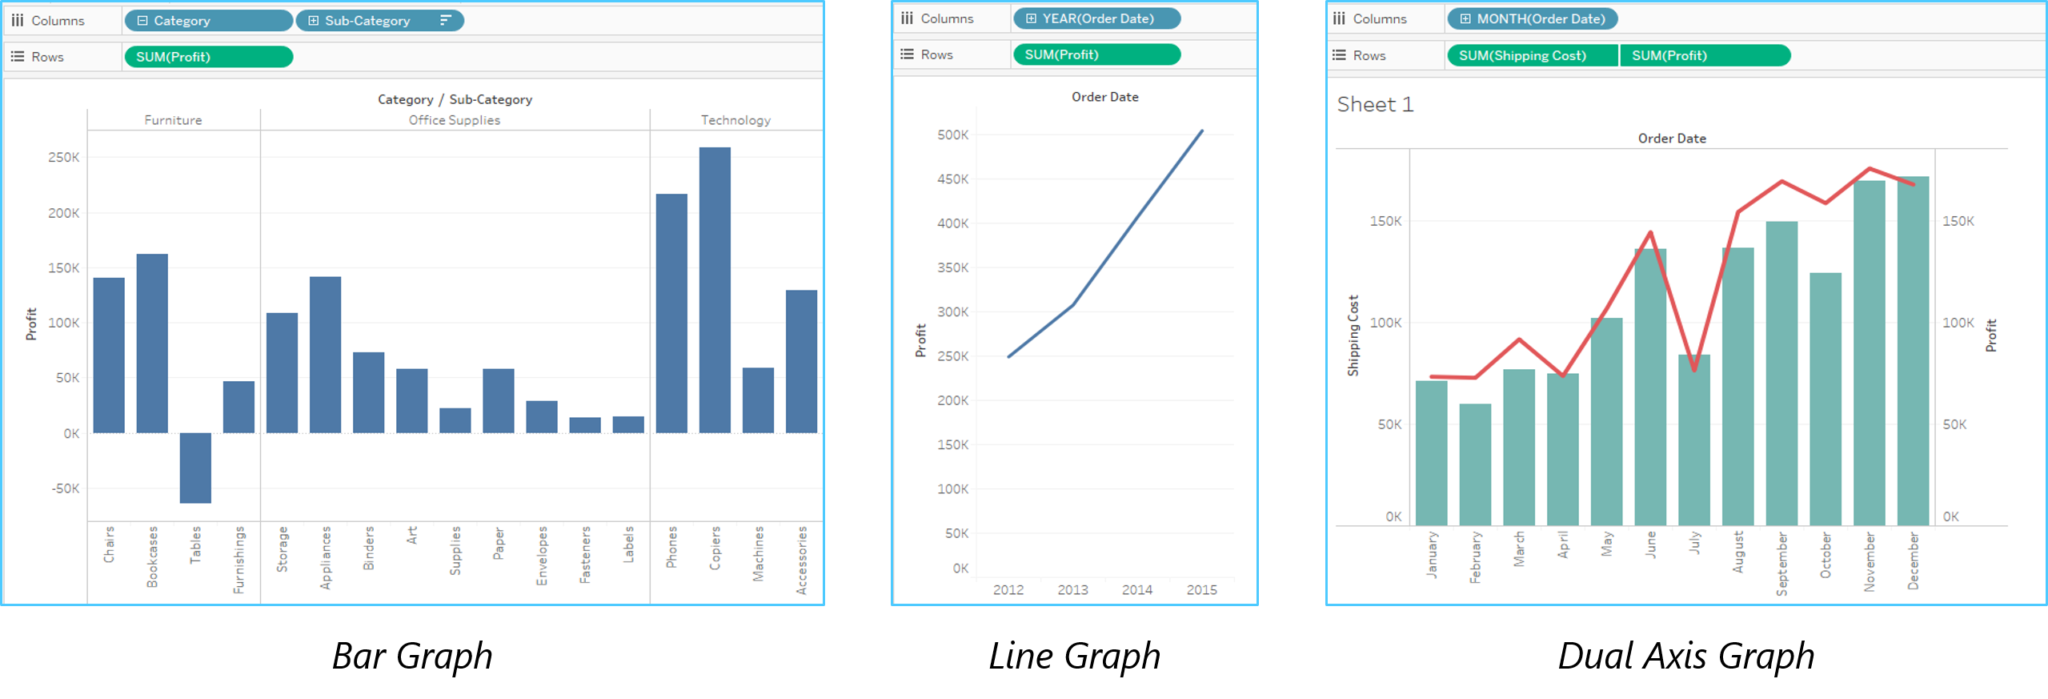 Columns
Category
Sub-Category
Rows
SUM(Profit)
Category / Sub-Category
Furniture
Office Supplies
Technology
Profit
250K
200K
150K
100K
50K
0K
-50K
Chairs
Bookcases
Tables
Furnishings
Storage
Appliances
Binders
Art
Supplies
Paper
Envelopes
Fasteners
Labels
Phones
Copiers
Machines
Accessories
Bar Graph
Columns
YEAR(Order Date)
Rows
SUM(Profit)
Order Date
Profit
500K
450K
400K
350K
300K
250K
200K
150K
100K
50K
0K
2012 2013 2014 2015
Line Graph
Columns
MONTH(Order Date)
Rows
SUM(Shipping Cost)
SUM(Profit)
Sheet 1
Order Date
Shipping Cost
150K
100K
50K
0K
150K
100K
50K
0K
Profit
January
February
March
April
May
June
July
August
September
October
November
December
Dual Axis Graph